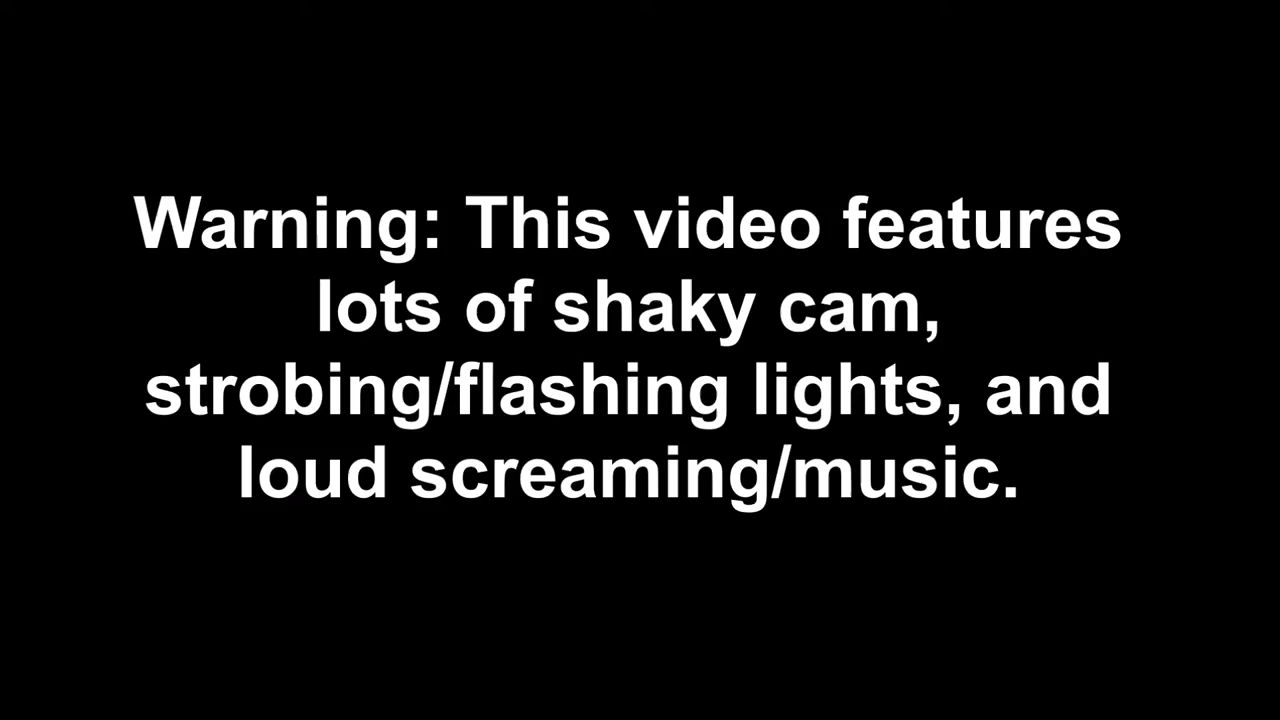 Warning: This video features
lots of shaky cam,
strobing/flashing lights, and
loud screaming/music.